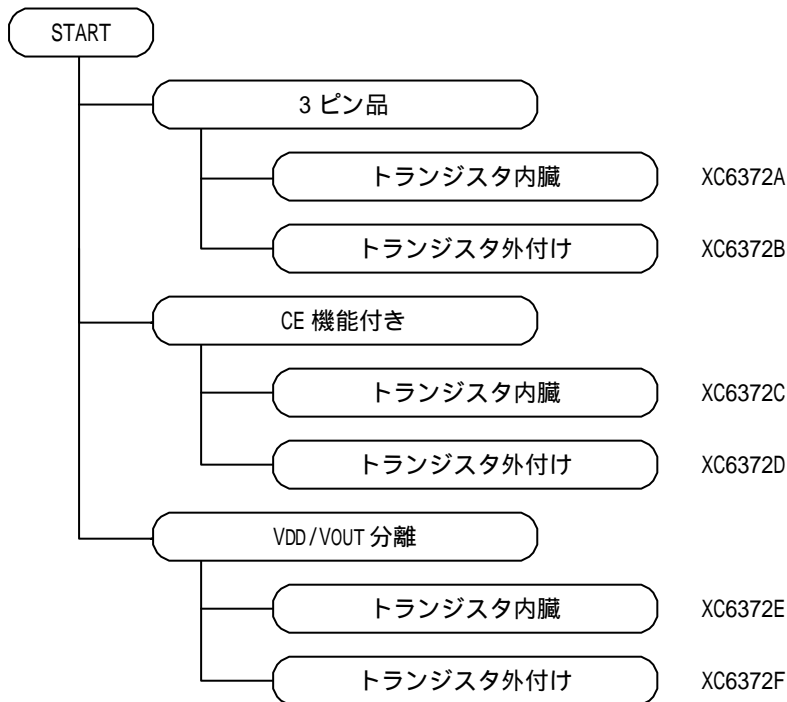 START
3 ピン品
トランジスタ内臓 XC6372A
トランジスタ外付け XC6372B
CE 機能付き
トランジスタ内臓 XC6372C
トランジスタ外付け XC6372D
VDD/VOUT 分離
トランジスタ内臓 XC6372E
トランジスタ外付け XC6372F